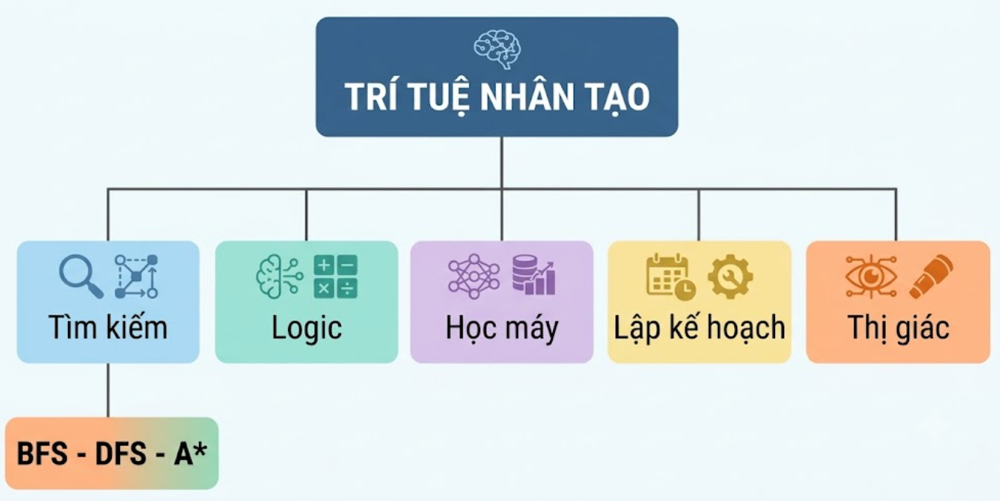 TRÍ TUỆ NHÂN TẠO
Tìm kiếm
Logic
Học máy
Lập kế hoạch
Thị giác
BFS - DFS - A*